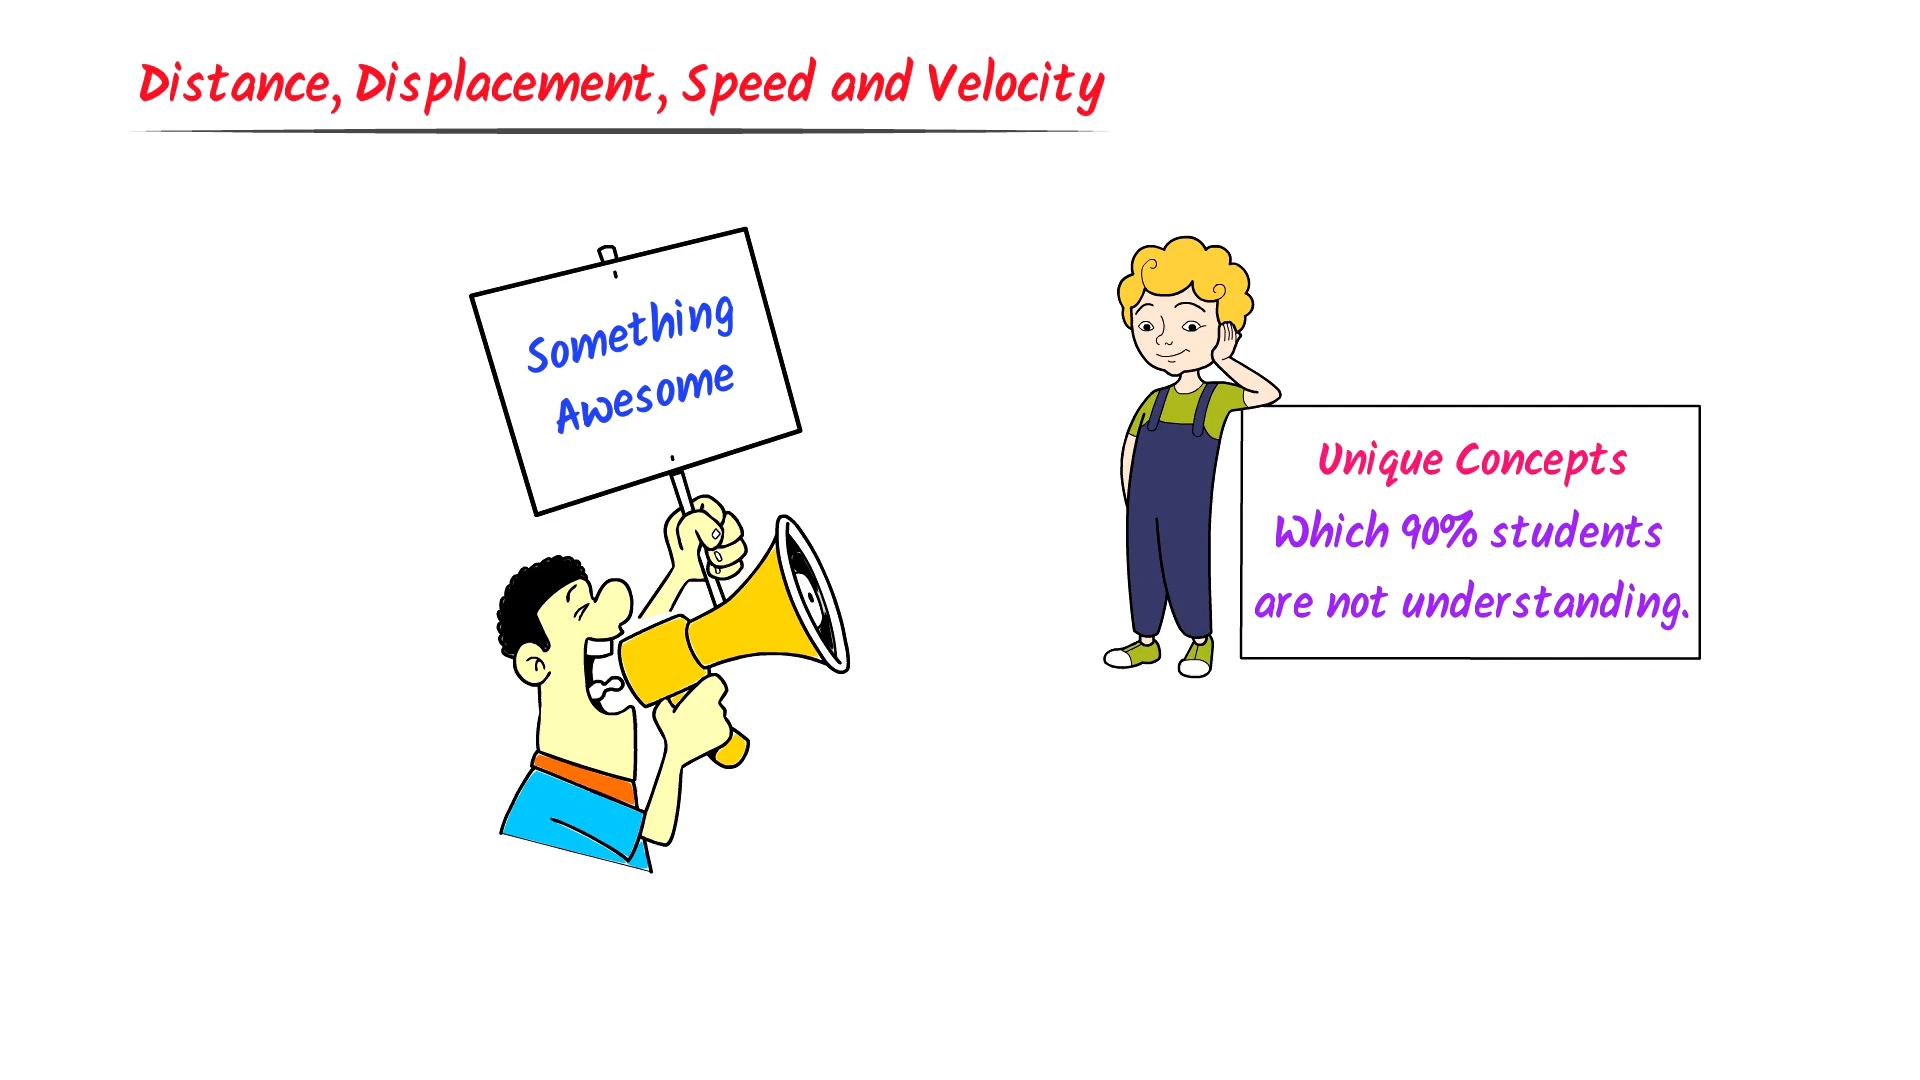 Distance, Displacement, Speed and Velocity
Something
Awesome
Unique Concepts
Which 90% students
are not understanding.